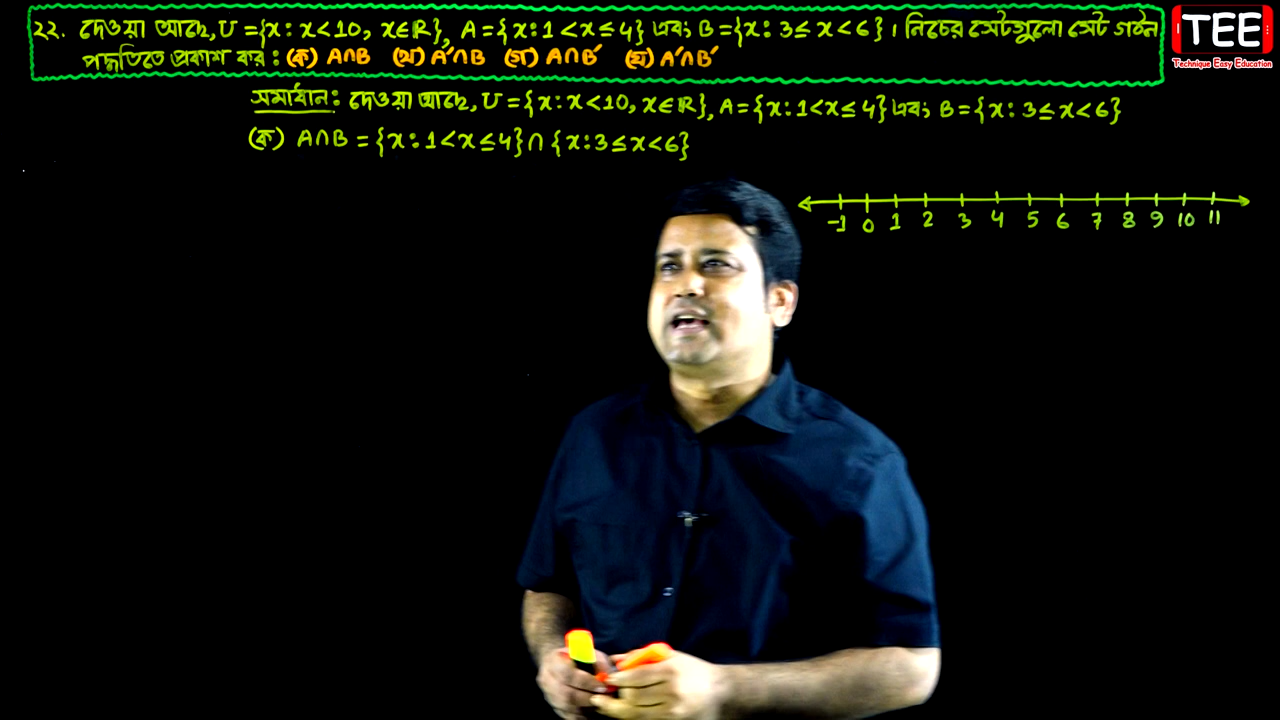 ২২. দেওয়া আছে, U = {x : x < 10, x ∈ R}, A = {x : 1 < x ≤ 4} এবং B = {x : 3 ≤ x < 6} । নিচের সেটগুলো সেট গঠন
পদ্ধতিতে প্রকাশ কর : (ক) A∩B (খ) A′∩B (গ) A∩B′ (ঘ) A′∩B′
TEE
Technique Easy Education
সমাধান : দেওয়া আছে, U = {x : x < 10, x ∈ R}, A = {x : 1 < x ≤ 4} এবং B = {x : 3 ≤ x < 6}
(ক) A∩B = {x : 1 < x ≤ 4} ∩ {x : 3 ≤ x < 6}
-1 0 1 2 3 4 5 6 7 8 9 10 11